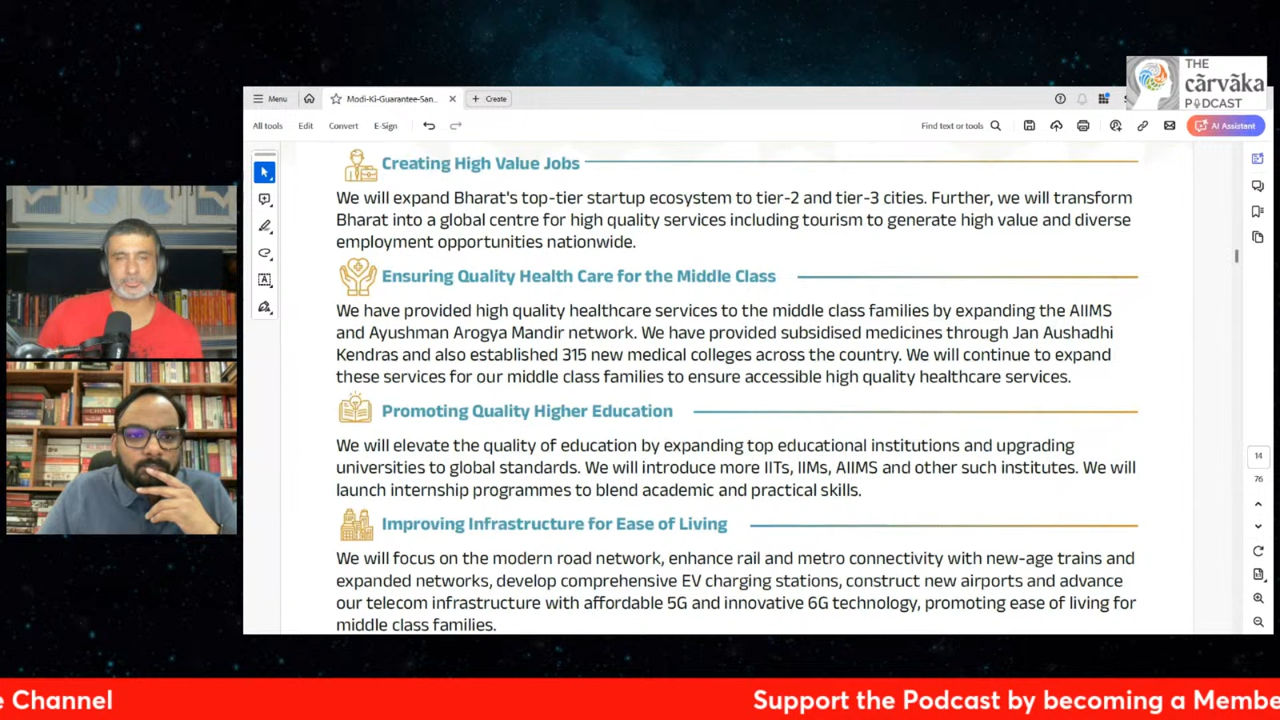 THE
cārvāka
PODCAST
Menu
Modi-Ki-Guarantee-San...
Create
All tools
Edit
Convert
E-Sign
Find text or tools
AI Assistant
Creating High Value Jobs
We will expand Bharat's top-tier startup ecosystem to tier-2 and tier-3 cities. Further, we will transform
Bharat into a global centre for high quality services including tourism to generate high value and diverse
employment opportunities nationwide.
Ensuring Quality Health Care for the Middle Class
We have provided high quality healthcare services to the middle class families by expanding the AIIMS
and Ayushman Arogya Mandir network. We have provided subsidised medicines through Jan Aushadhi
Kendras and also established 315 new medical colleges across the country. We will continue to expand
these services for our middle class families to ensure accessible high quality healthcare services.
Promoting Quality Higher Education
We will elevate the quality of education by expanding top educational institutions and upgrading
universities to global standards. We will introduce more IITs, IIMs, AIIMS and other such institutes. We will
launch internship programmes to blend academic and practical skills.
Improving Infrastructure for Ease of Living
We will focus on the modern road network, enhance rail and metro connectivity with new-age trains and
expanded networks, develop comprehensive EV charging stations, construct new airports and advance
our telecom infrastructure with affordable 5G and innovative 6G technology, promoting ease of living for
middle class families.
14
76
e Channel
Support the Podcast by becoming a Membe